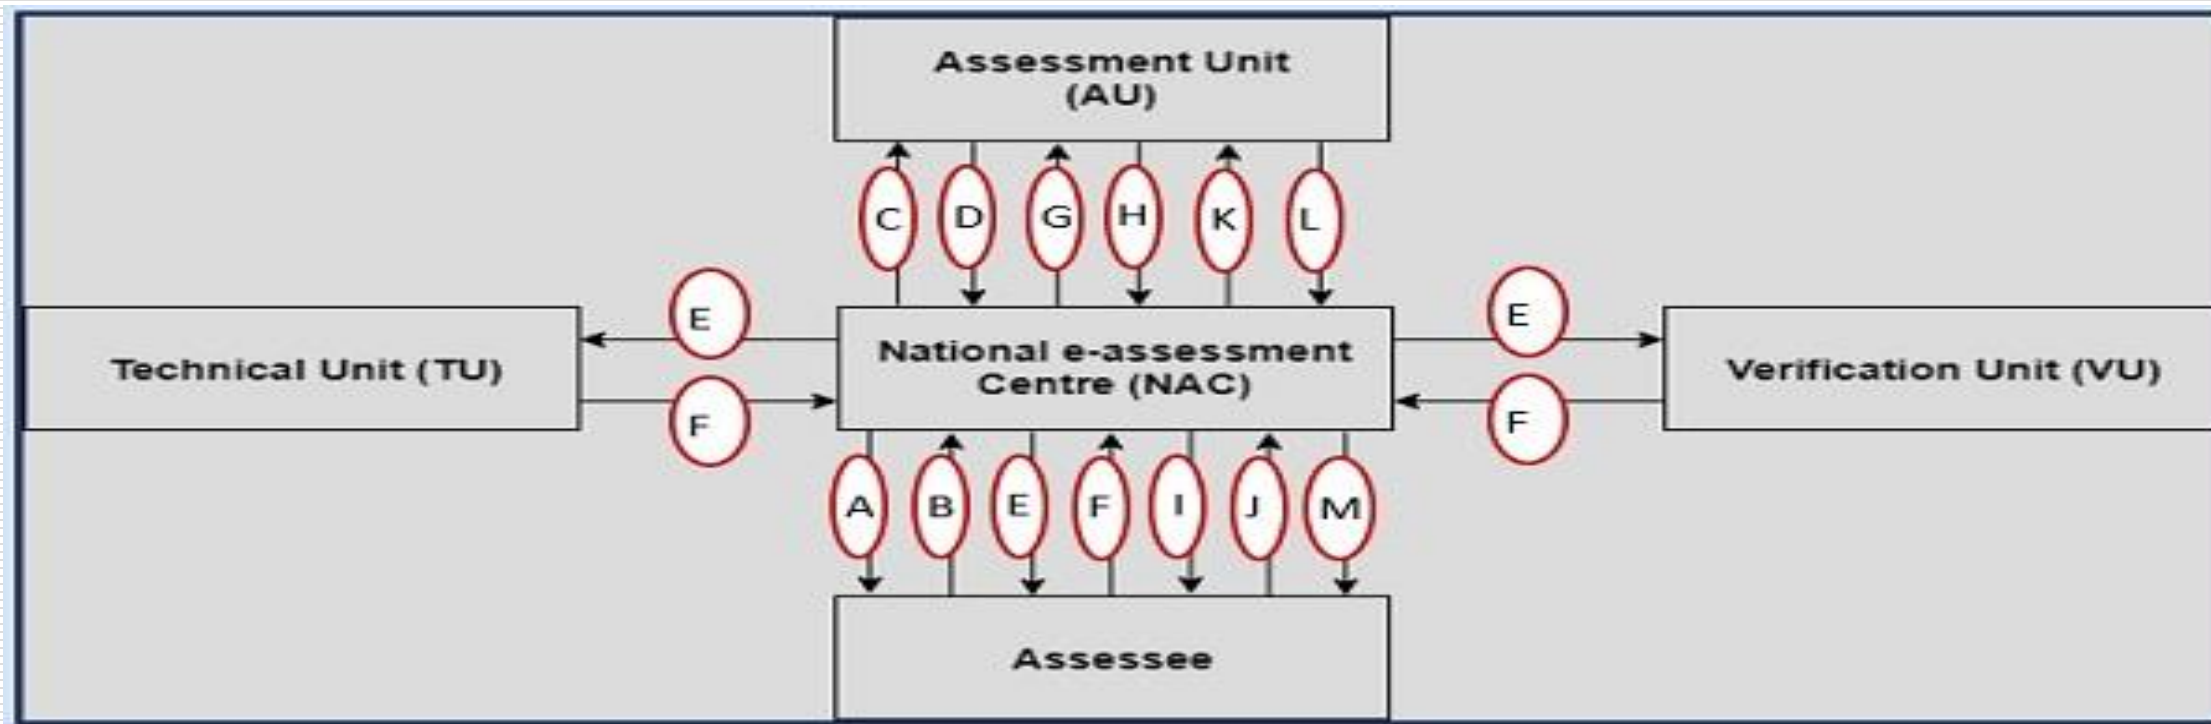 Assessment Unit
(AU)
C D G H K L
E E
Technical Unit (TU)
National e-assessment
Centre (NAC)
Verification Unit (VU)
F F
A B E F I J M
Assessee